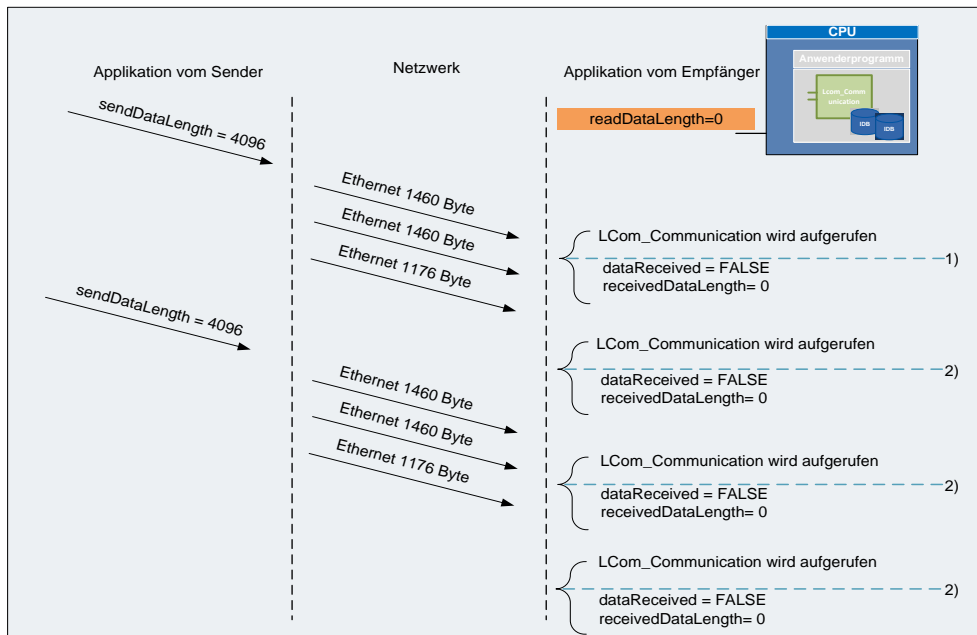 CPU
Anwenderprogramm
Lcom_Comm
unication
IDB
IDB
Applikation vom Sender
Netzwerk
Applikation vom Empfänger
readDataLength=0
sendDataLength = 4096
Ethernet 1460 Byte
Ethernet 1460 Byte
Ethernet 1176 Byte
LCom_Communication wird aufgerufen
1)
dataReceived = FALSE
receivedDataLength= 0
sendDataLength = 4096
LCom_Communication wird aufgerufen
2)
dataReceived = FALSE
receivedDataLength= 0
Ethernet 1460 Byte
Ethernet 1460 Byte
Ethernet 1176 Byte
LCom_Communication wird aufgerufen
2)
dataReceived = FALSE
receivedDataLength= 0
LCom_Communication wird aufgerufen
2)
dataReceived = FALSE
receivedDataLength= 0